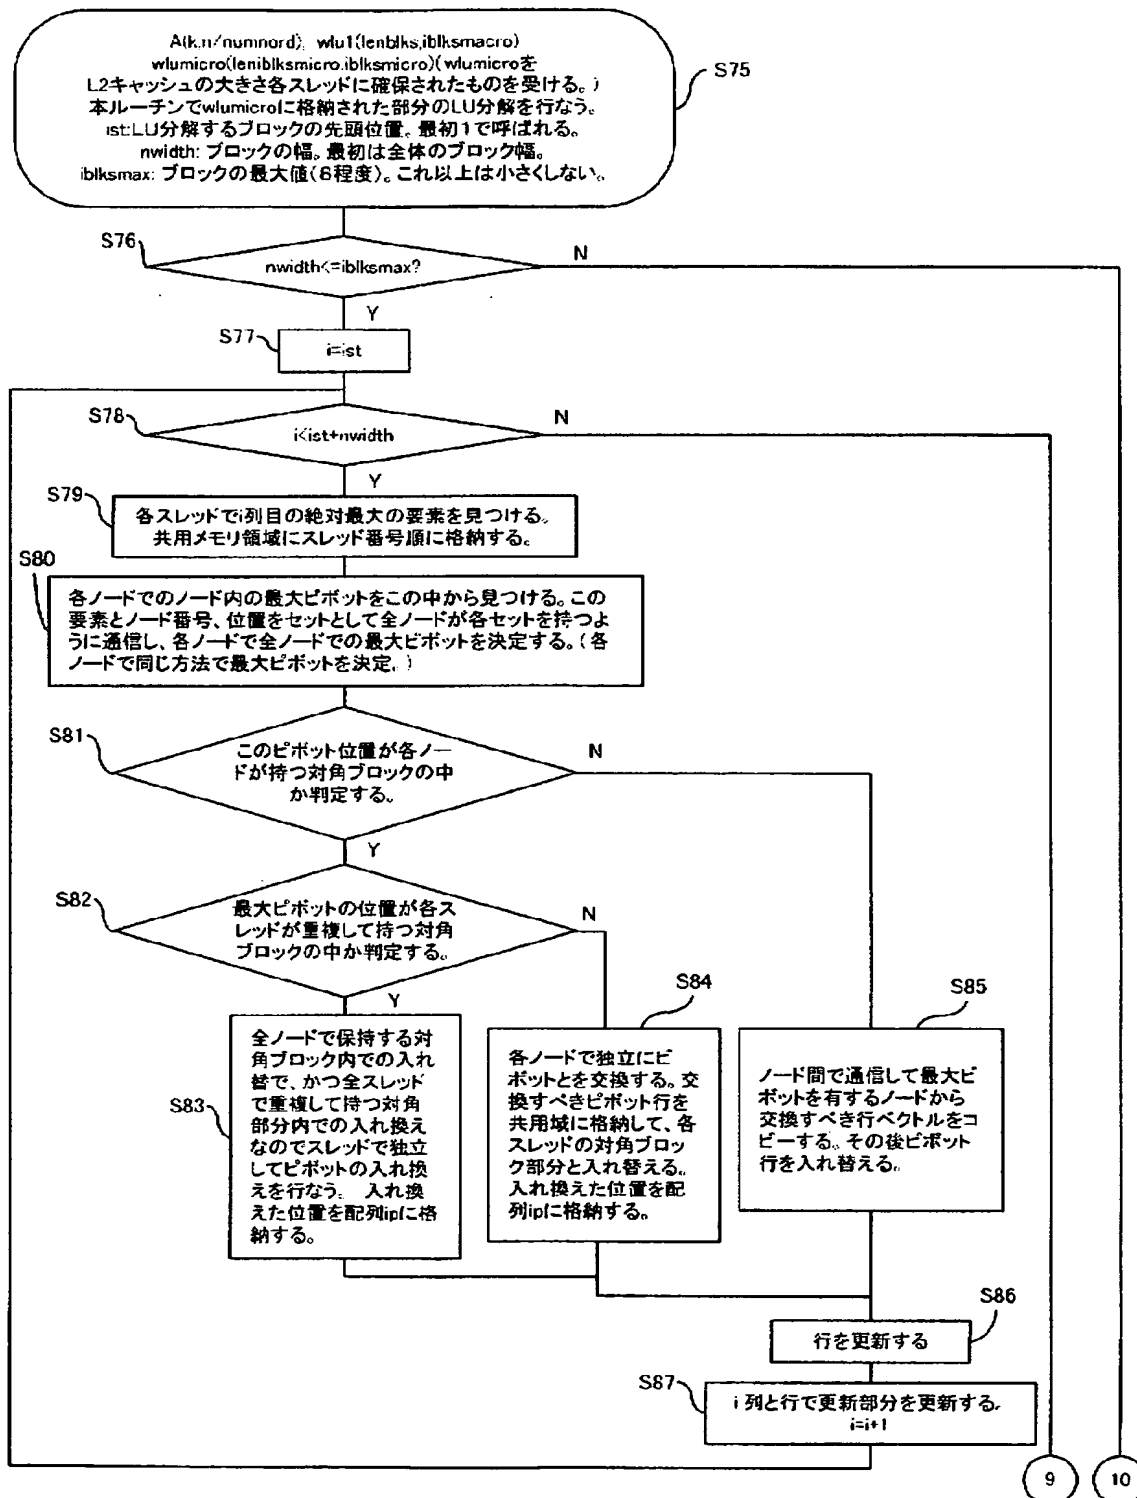 A(k,n/numnord), wlu1(lenblks,iblksmacro)
wlumicro(leniblksmicro,iblksmicro)(wlumicroを
L2キャッシュの大きさ各スレッドに確保されたものを受ける。)
本ルーチンでwlumicroに格納された部分のLU分解を行なう。
ist:LU分解するブロックの先頭位置。最初1で呼ばれる。
nwidth: ブロックの幅。最初は全体のブロック幅。
iblksmax: ブロックの最大値(8程度)。これ以上は小さくしない。
S75
S76
nwidth<=iblksmax?
N
Y
S77
i=ist
S78
i<ist+nwidth
N
Y
S79
各スレッドでi列目の絶対最大の要素を見つける。
共用メモリ領域にスレッド番号順に格納する。
S80
各ノードでのノード内の最大ピボットをこの中から見つける。この
要素とノード番号、位置をセットとして全ノードが各セットを持つよ
うに通信し、各ノードで全ノードでの最大ピボットを決定する。(各
ノードで同じ方法で最大ピボットを決定。)
S81
このピボット位置が各ノー
ドが持つ対角ブロックの中
か判定する。
N
Y
S82
最大ピボットの位置が各ス
レッドが重複して持つ対角
ブロックの中か判定する。
N
Y
S83
全ノードで保持する対
角ブロック内での入れ
替で、かつ全スレッド
で重複して持つ対角
部分内での入れ換え
なのでスレッドで独立
してピボットの入れ換
えを行なう。 入れ換
えた位置を配列ipに格
納する。
S84
各ノードで独立にピ
ボットとを交換する。交
換すべきピボット行を
共用域に格納して、各
スレッドの対角ブロッ
ク部分と入れ替える。
入れ換えた位置を配
列ipに格納する。
S85
ノード間で通信して最大ピ
ボットを有するノードから
交換すべき行ベクトルをコ
ピーする。その後ピボット
行を入れ替える。
S86
行を更新する
S87
i列と行で更新部分を更新する。
i=i+1
9
10